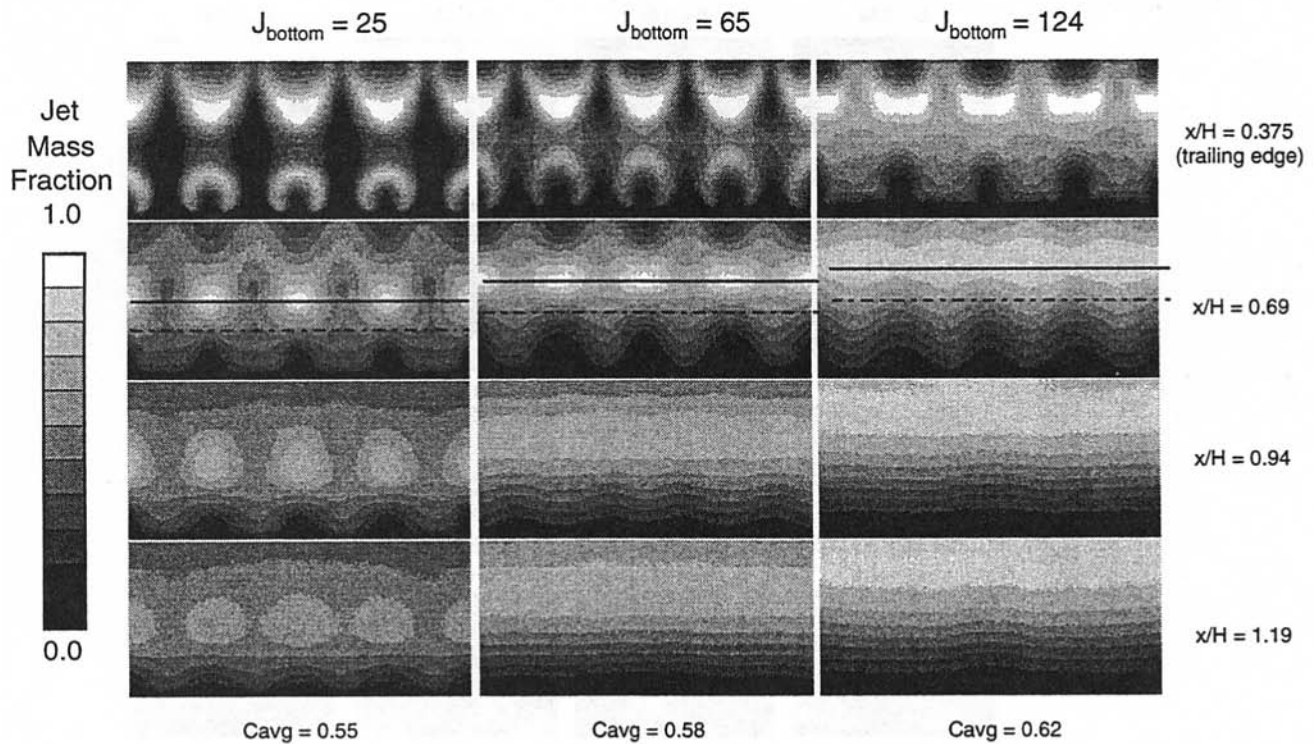 J_bottom = 25
J_bottom = 65
J_bottom = 124
Jet
Mass
Fraction
1.0
0.0
x/H = 0.375
(trailing edge)
x/H = 0.69
x/H = 0.94
x/H = 1.19
Cavg = 0.55
Cavg = 0.58
Cavg = 0.62